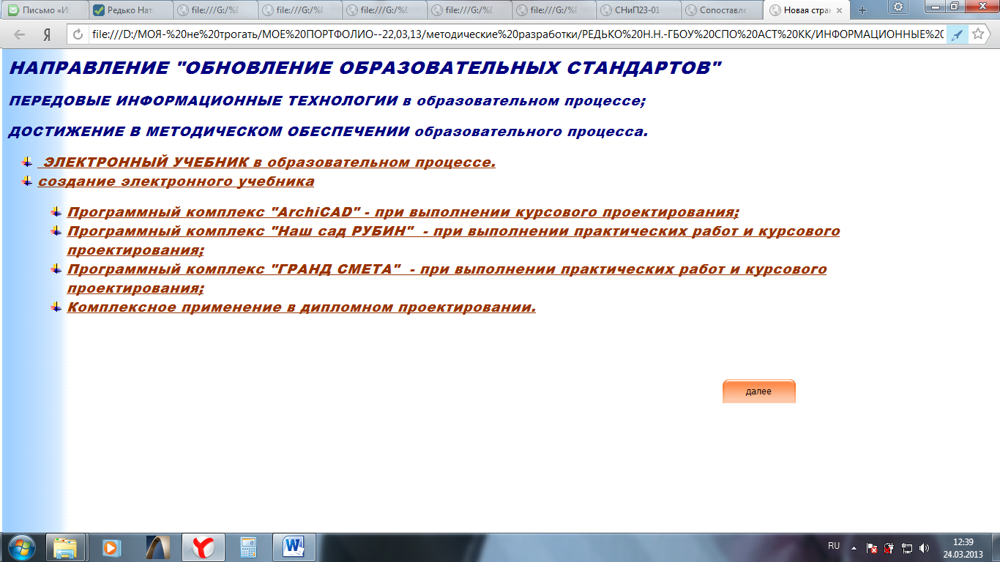 Письмо «И
Редько Нат
file:///G:/%D
file:///G:/%D
file:///G:/%D
file:///G:/%D
file:///G:/%D
СНиП23-01
Сопоставле
Новая стран
Я
file:///D:/МОЯ-%20не%20трогать/МОЕ%20ПОРТФОЛИО--22,03,13/методические%20разработки/РЕДЬКО%20Н.Н.-ГБОУ%20СПО%20АСТ%20КК/ИНФОРМАЦИОННЫЕ%20
НАПРАВЛЕНИЕ "ОБНОВЛЕНИЕ ОБРАЗОВАТЕЛЬНЫХ СТАНДАРТОВ"
ПЕРЕДОВЫЕ ИНФОРМАЦИОННЫЕ ТЕХНОЛОГИИ в образовательном процессе;
ДОСТИЖЕНИЕ В МЕТОДИЧЕСКОМ ОБЕСПЕЧЕНИИ образовательного процесса.
ЭЛЕКТРОННЫЙ УЧЕБНИК в образовательном процессе.
создание электронного учебника
Программный комплекс "ArchiCAD" - при выполнении курсового проектирования;
Программный комплекс "Наш сад РУБИН" - при выполнении практических работ и курсового
проектирования;
Программный комплекс "ГРАНД СМЕТА" - при выполнении практических работ и курсового
проектирования;
Комплексное применение в дипломном проектировании.
далее
RU
12:39
24.03.2013